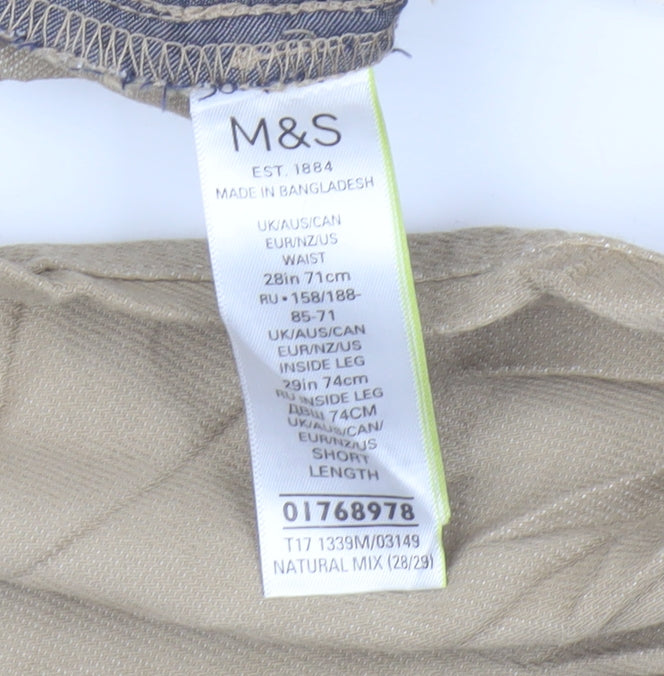 M&S
EST. 1884
MADE IN BANGLADESH
UK/AUS/CAN
EUR/NZ/US
WAIST
28in 71cm
RU • 158/188-
85-71
UK/AUS/CAN
EUR/NZ/US
INSIDE LEG
29in 74cm
RU INSIDE LEG
ДВШ 74CM
UK/AUS/CAN/
EUR/NZ/US
SHORT
LENGTH
01768978
T17 1339M/03149
NATURAL MIX (28/29)